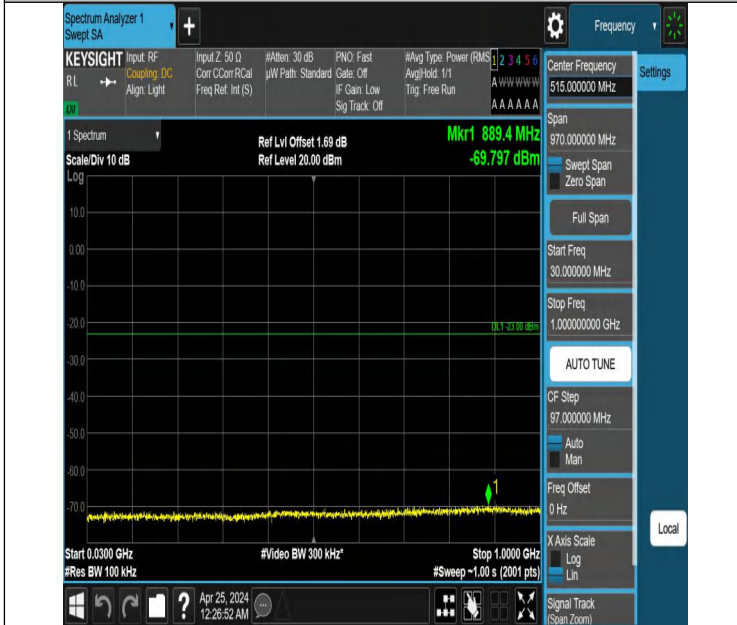 Spectrum Analyzer 1
Swept SA
+
Frequency
KEYSIGHT
RL
Input: RF
Coupling: DC
Align: Light
Input Z: 50 Ω
Corr CCorr RCal
Freq Ref: Int (S)
#Atten: 30 dB
µW Path: Standard
PNO: Fast
Gate: Off
IF Gain: Low
Sig Track: Off
#Avg Type: Power (RMS
Avg|Hold: 1/1
Trig: Free Run
1 2 3 4 5 6
A W W W W W
A A A A A A
1 Spectrum
Scale/Div 10 dB
Log
Ref Lvl Offset 1.69 dB
Ref Level 20.00 dBm
Mkr1 889.4 MHz
-69.797 dBm
10.0
0.00
-10.0
-20.0
DL1 -23.00 dBm
-30.0
-40.0
-50.0
-60.0
1
-70.0
Start 0.0300 GHz
#Res BW 100 kHz
#Video BW 300 kHz*
Stop 1.0000 GHz
#Sweep ~1.00 s (2001 pts)
?
Apr 25, 2024
12:26:52 AM
Center Frequency
515.000000 MHz
Settings
Span
970.000000 MHz
Swept Span
Zero Span
Full Span
Start Freq
30.000000 MHz
Stop Freq
1.000000000 GHz
AUTO TUNE
CF Step
97.000000 MHz
Auto
Man
Freq Offset
0 Hz
Local
X Axis Scale
Log
Lin
Signal Track
(Span Zoom)